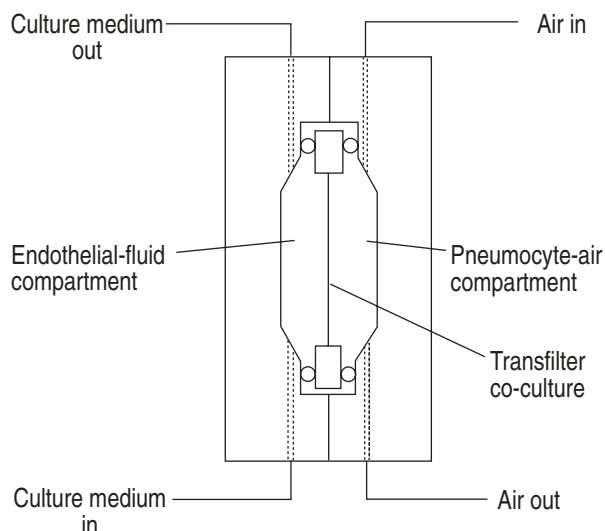 Culture medium
out
Air in
Endothelial-fluid
compartment
Pneumocyte-air
compartment
Transfilter
co-culture
Culture medium
in
Air out